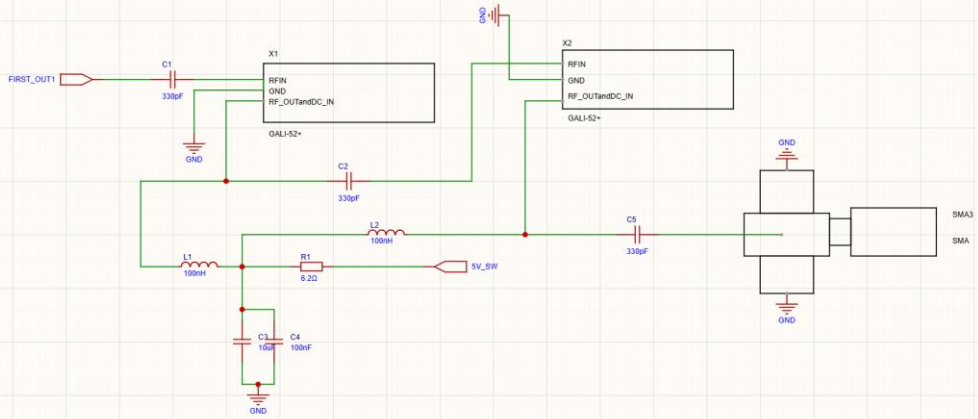 GND
X1
X2
C1
RFIN
FIRST_OUT1
RFIN
GND
GND
330pF
RF_OUTandDC_IN
RF_OUTandDC_IN
GALI-52+
GALI-52+
GND
GND
C2
330pF
SMA3
L2
C5
100nH
SMA
330pF
L1
R1
5V_SW
100nH
6.2Ω
GND
C3
C4
10uF
100nF
GND